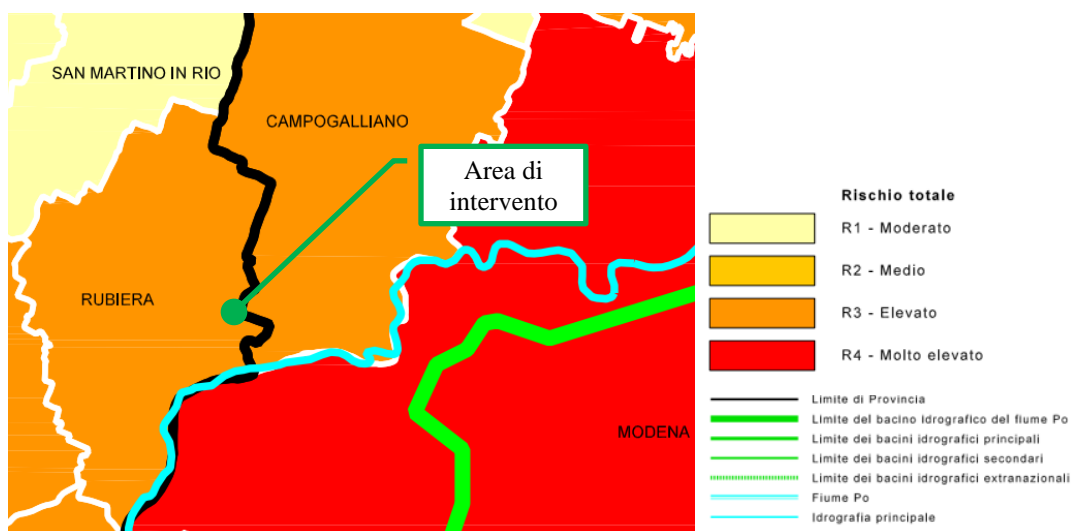 SAN MARTINO IN RIO
CAMPOGALLIANO
Area di
intervento
RUBIERA
MODENA
Rischio totale
R1 - Moderato
R2 - Medio
R3 - Elevato
R4 - Molto elevato
Limite di Provincia
Limite del bacino idrografico del fiume Po
Limite dei bacini idrografici principali
Limite dei bacini idrografici secondari
Limite dei bacini idrografici extranazionali
Fiume Po
Idrografia principale